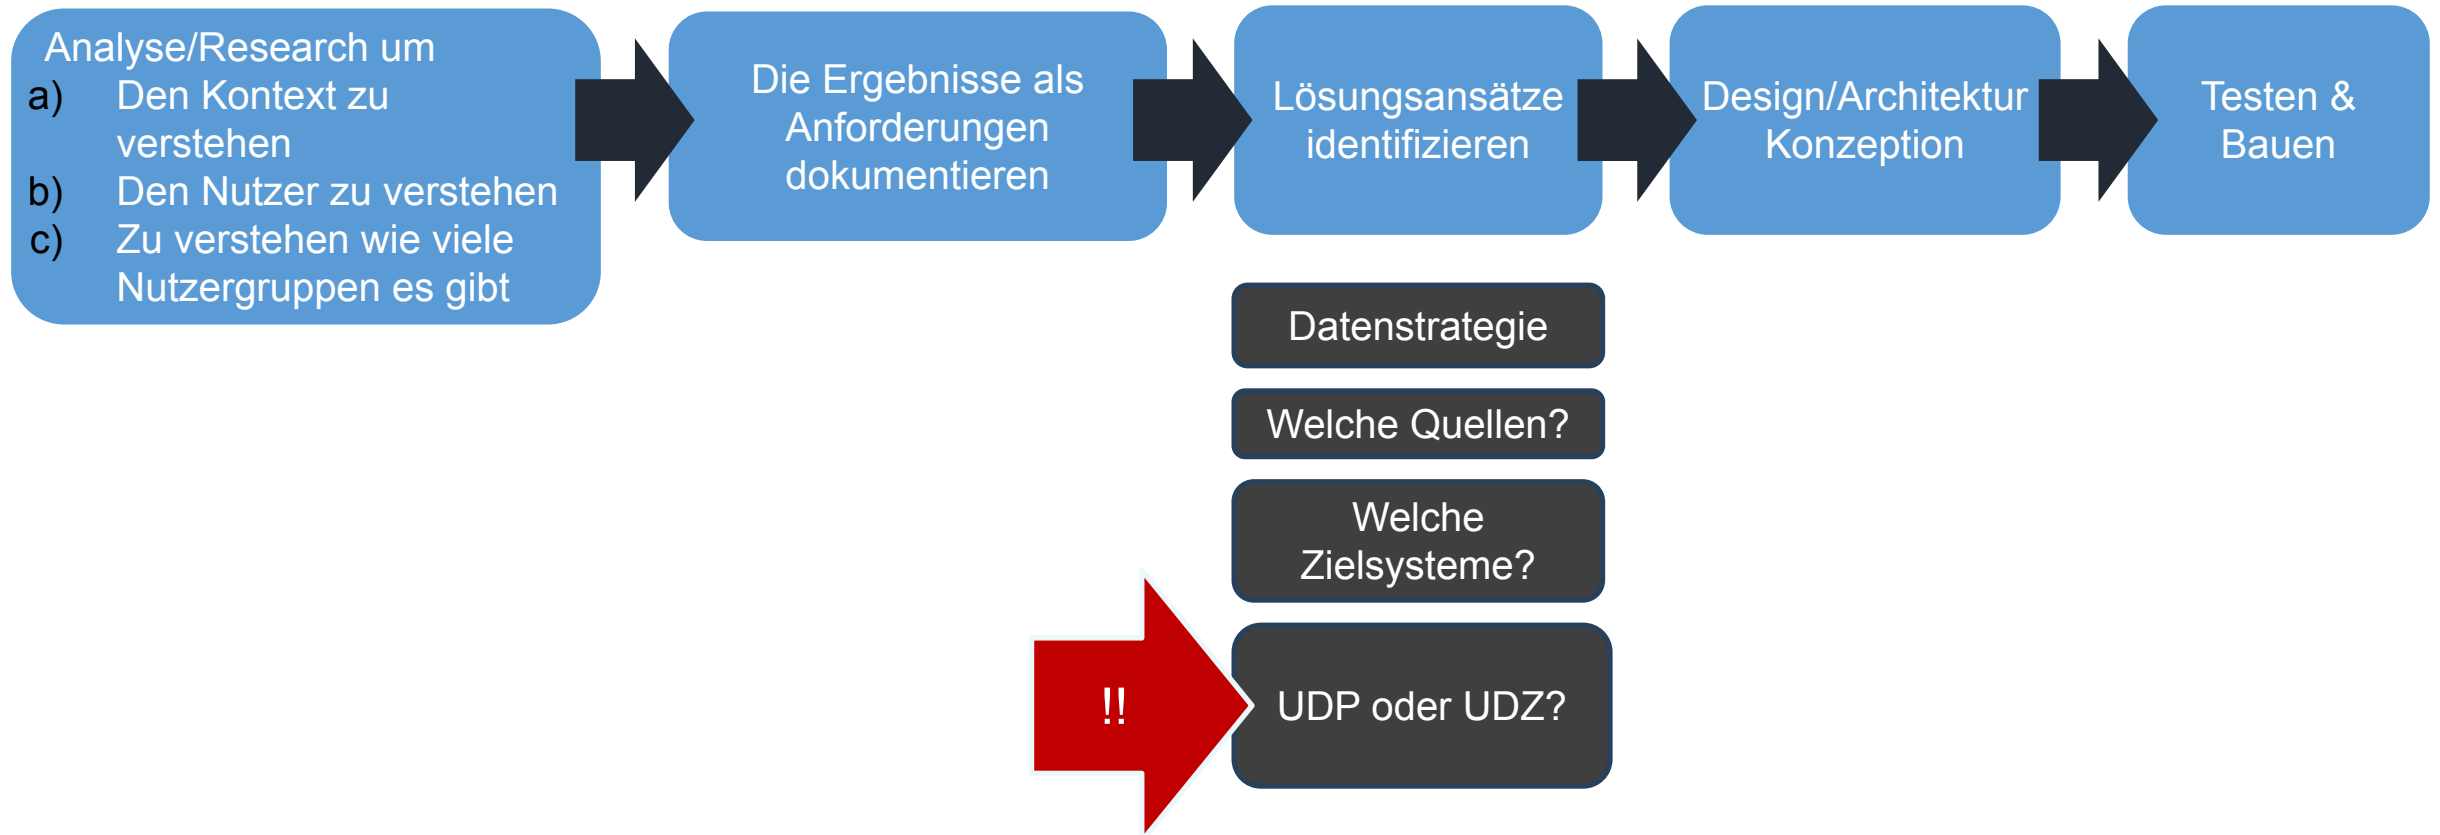 Analyse/Research um
a) Den Kontext zu
verstehen
b) Den Nutzer zu verstehen
c) Zu verstehen wie viele
Nutzergruppen es gibt
Die Ergebnisse als
Anforderungen
dokumentieren
Lösungsansätze
identifizieren
Design/Architektur
Konzeption
Testen &
Bauen
Datenstrategie
Welche Quellen?
Welche
Zielsysteme?
!!
UDP oder UDZ?